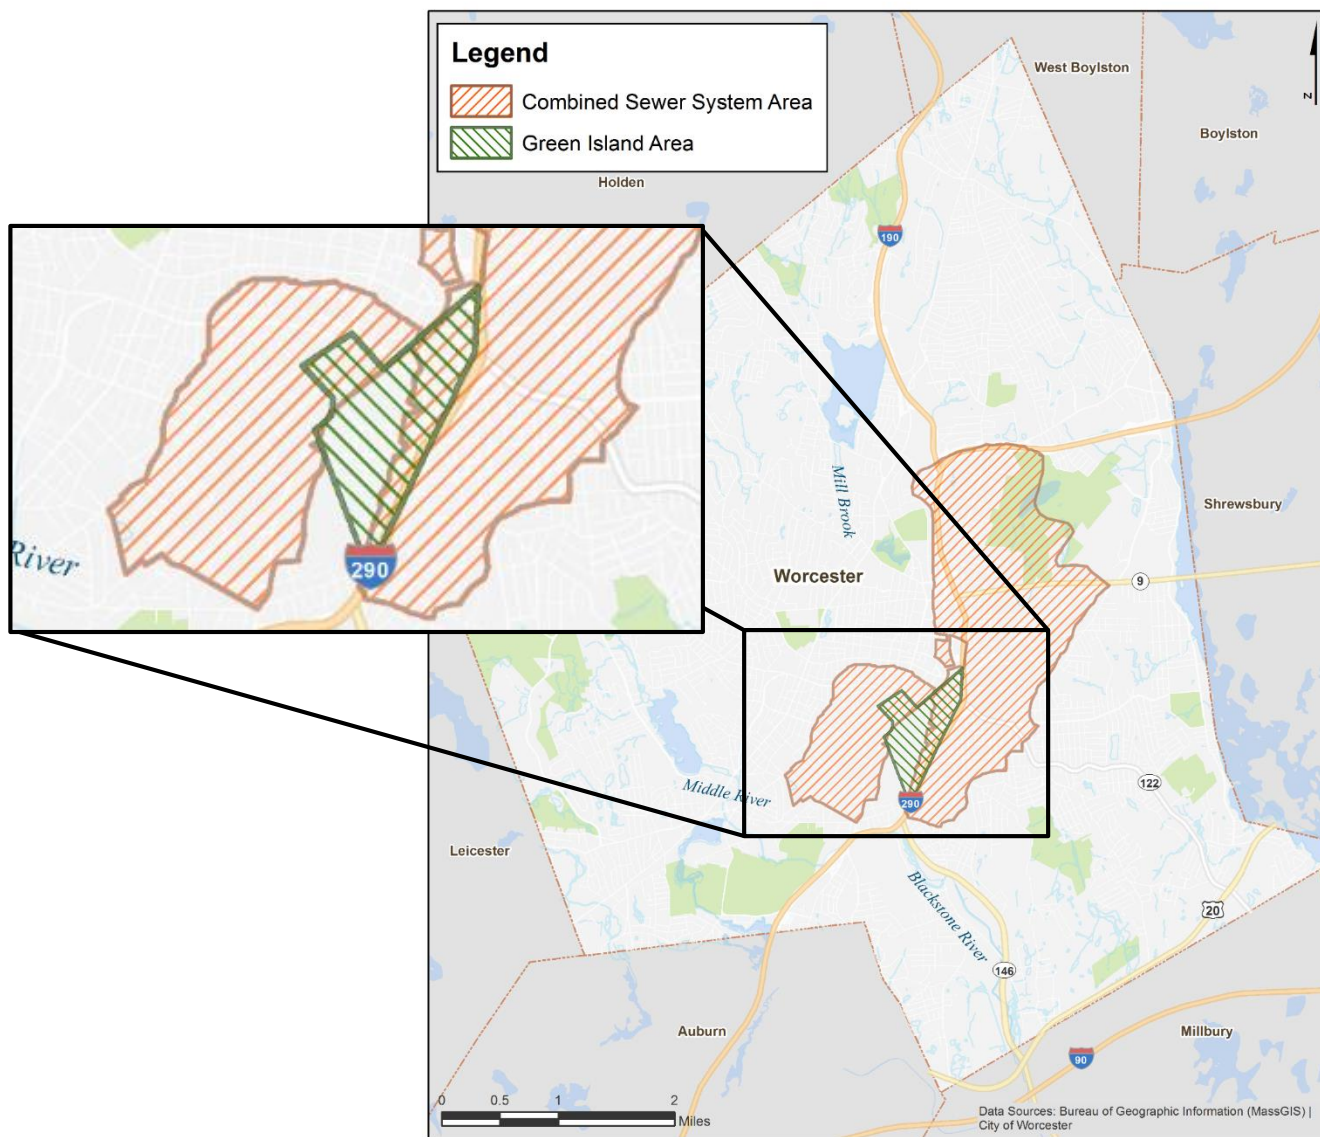 Legend
Combined Sewer System Area
Green Island Area
West Boylston
Boylston
Holden
190
River
290
Mill Brook
Shrewsbury
Worcester
9
Middle River
122
290
Leicester
Blackstone River
20
146
Auburn
Millbury
90
0 0.5 1 2
Miles
Data Sources: Bureau of Geographic Information (MassGIS) |
City of Worcester
N